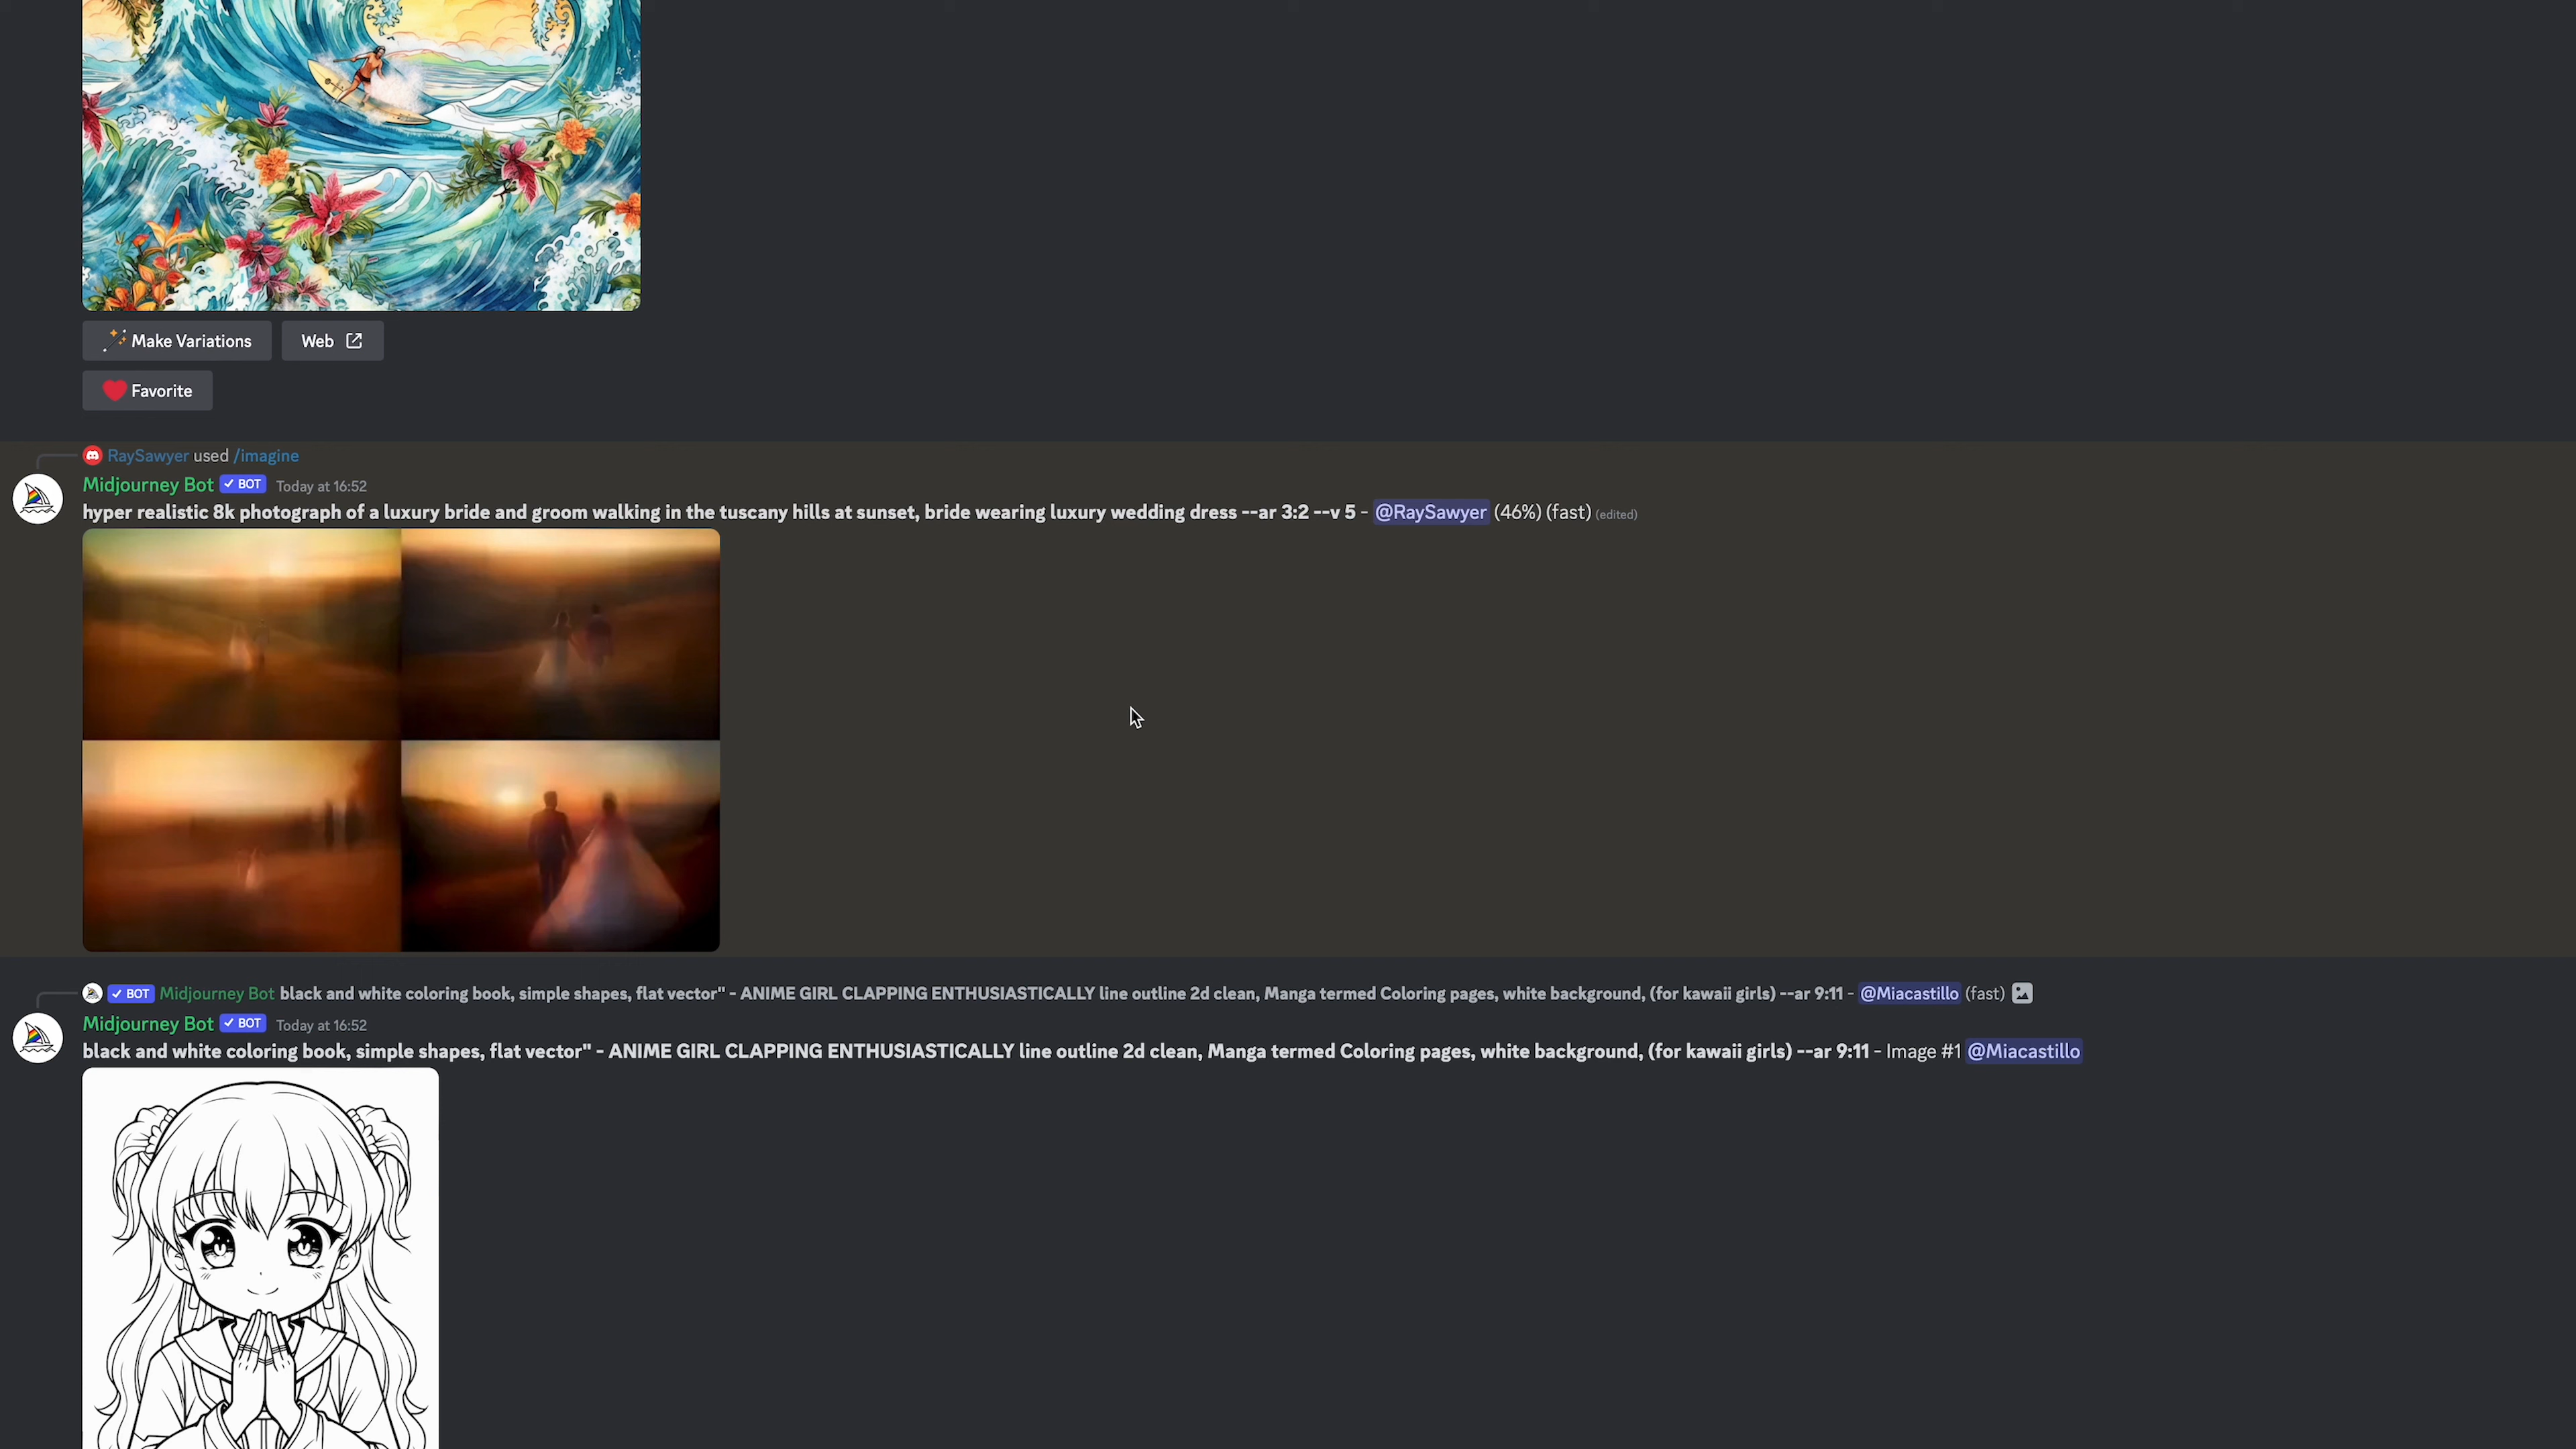 Make Variations
Web
Favorite
RaySawyer used /imagine
Midjourney Bot BOT Today at 16:52
hyper realistic 8k photograph of a luxury bride and groom walking in the tuscany hills at sunset, bride wearing luxury wedding dress --ar 3:2 --v 5 - @RaySawyer (46%) (fast) (edited)
BOT Midjourney Bot black and white coloring book, simple shapes, flat vector" - ANIME GIRL CLAPPING ENTHUSIASTICALLY line outline 2d clean, Manga termed Coloring pages, white background, (for kawaii girls) --ar 9:11 - @Miacastillo (fast)
Midjourney Bot BOT Today at 16:52
black and white coloring book, simple shapes, flat vector" - ANIME GIRL CLAPPING ENTHUSIASTICALLY line outline 2d clean, Manga termed Coloring pages, white background, (for kawaii girls) --ar 9:11 - Image #1 @Miacastillo